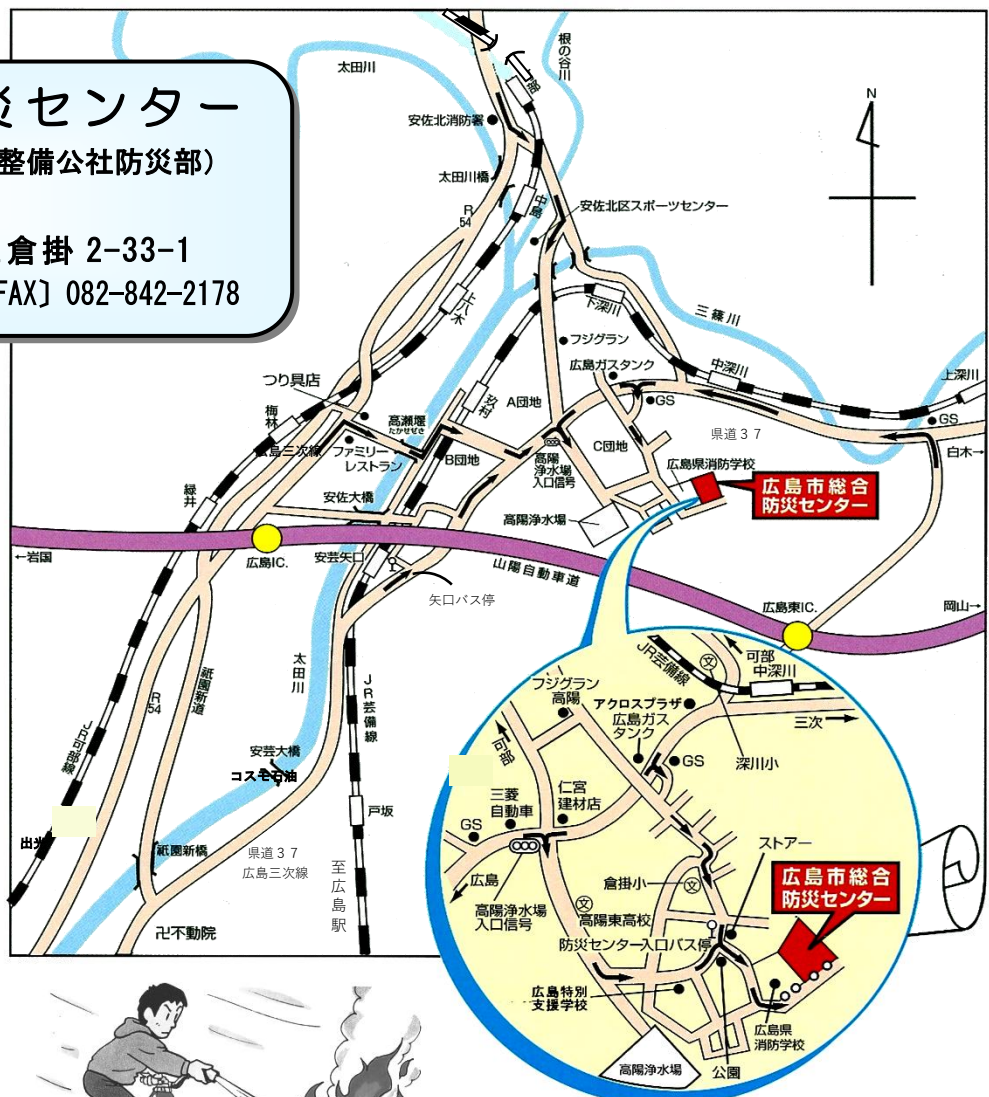 災センター
整備公社防災部)
倉掛 2-33-1
FAX〕082-842-2178
太田川
根の谷川
部
安佐北消防署
太田川橋
R
54
中島
安佐北区スポーツセンター
N
上八木
下深川
三篠川
フジグラン
広島ガスタンク
中深川
上深川
GS
GS
白木→
県道37
つり具店
梅林
広島三次線
ファミリー
レストラン
高瀬堰
たかせぜき
玖村
A団地
B団地
C団地
高陽
浄水場
入口信号
広島県消防学校
広島市総合
防災センター
高陽浄水場
緑井
安佐大橋
←岩国
広島IC.
安芸矢口
矢口バス停
山陽自動車道
広島東IC.
岡山→
祇園新道
R
54
太田川
JR芸備線
JR可部線
安芸大橋
コスモ石油
戸坂
出光
祇園新橋
県道37
広島三次線
至広島駅
卍不動院
JR芸備線
文
可部
中深川
フジグラン
高陽
アクロスプラザ
広島ガス
タンク
三次
可部
GS
深川小
三菱
自動車
仁宮
建材店
GS
ストアー
広島
高陽浄水場
入口信号
倉掛小
文
文
高陽東高校
広島市総合
防災センター
防災センター入口バス停
広島特別
支援学校
広島県
消防学校
高陽浄水場
公園